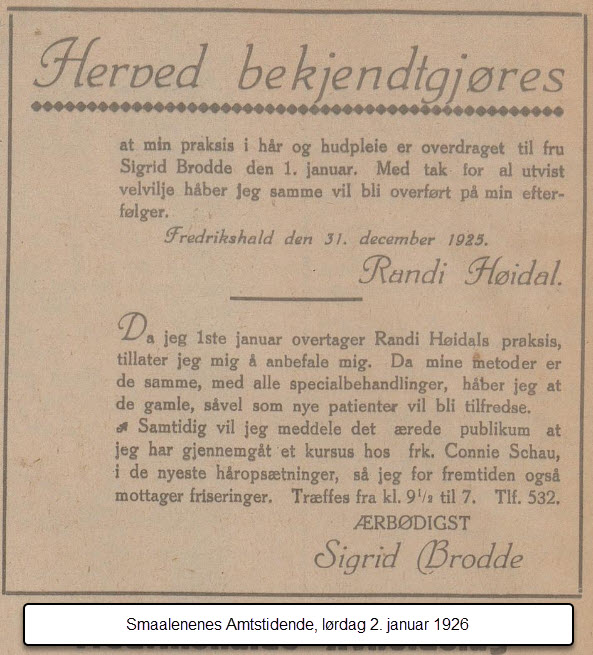 Herved bekjendtgjøres
at min praksis i hår og hudpleie er overdraget til fru
Sigrid Brodde den 1. januar. Med tak for al utvist
velvilje håber jeg samme vil bli overført på min efter-
følger.
Fredrikshald den 31. december 1925.
Randi Høidal.
Da jeg 1ste januar overtager Randi Høidals praksis,
tillater jeg mig å anbefale mig. Da mine metoder er
de samme, med alle specialbehandlinger, håber jeg at
de gamle, såvel som nye patienter vil bli tilfredse.
Samtidig vil jeg meddele det ærede publikum at
jeg har gjennemgåt et kursus hos frk. Connie Schau,
i de nyeste håropsætninger, så jeg for fremtiden også
mottager friseringer. Træffes fra kl. 9 1/2 til 7. Tlf. 532.
ÆRBØDIGST
Sigrid Brodde
Smaalenenes Amtstidende, lørdag 2. januar 1926